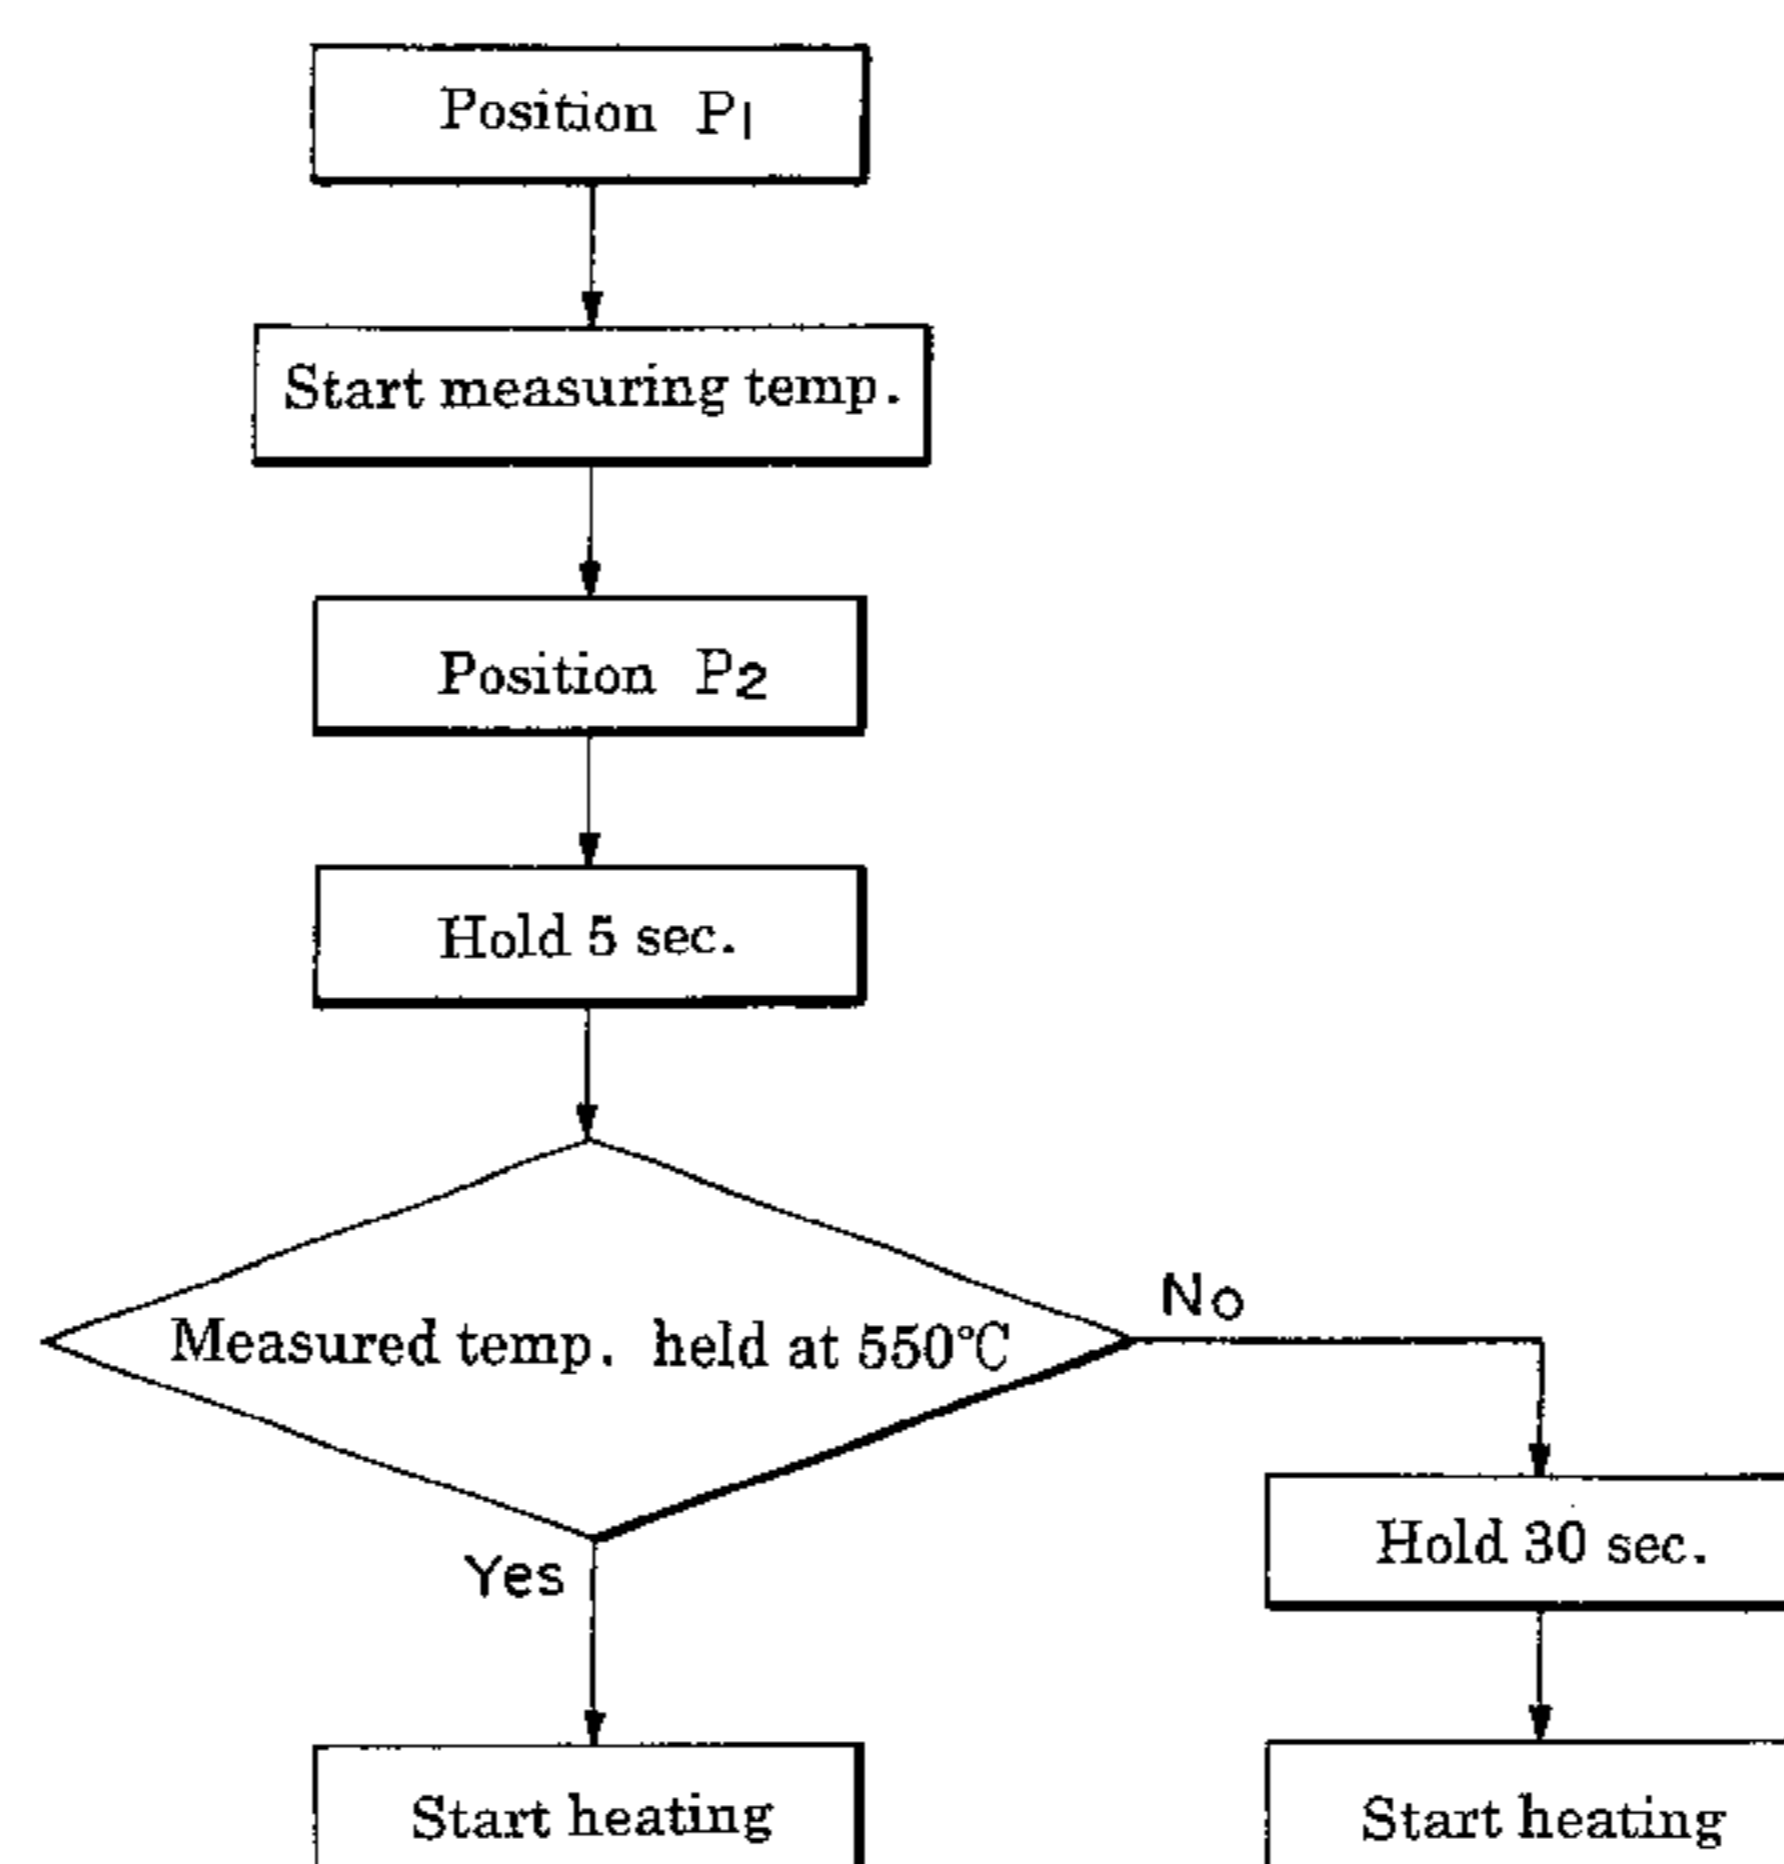 Position P1
Start measuring temp.
Position P2
Hold 5 sec.
Measured temp. held at 550°C
No
Yes
Hold 30 sec.
Start heating
Start heating